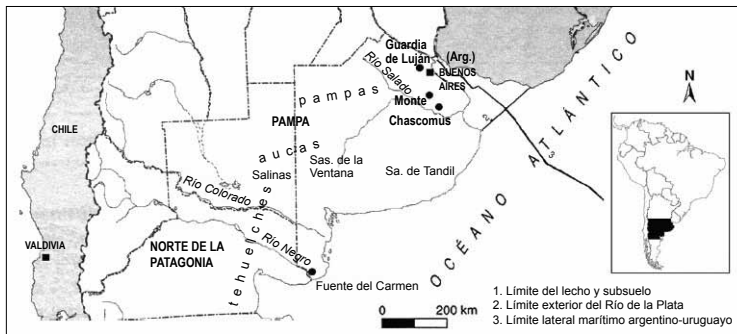 Guardia
de Luján
(Arg.)
BUENOS
AIRES
Río Salado
pampas
Monte
Chascomus
CHILE
PAMPA
aucas
Salinas
Sas. de la
Ventana
Sa. de Tandil
Río Colorado
VALDIVIA
NORTE DE LA
PATAGONIA
Río Negro
tehuelches
Fuente del Carmen
OCÉANO ATLÁNTICO
N
2
3
0 200 km
1. Límite del lecho y subsuelo
2. Límite exterior del Río de la Plata
3. Límite lateral marítimo argentino-uruguayo